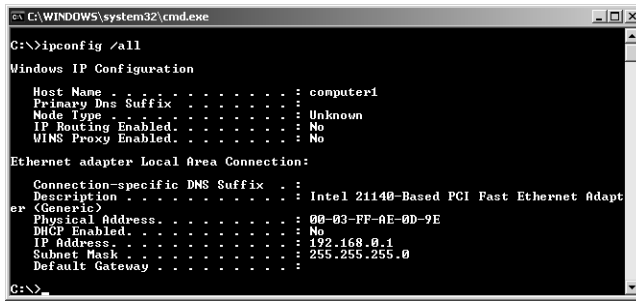 C:\WINDOWS\system32\cmd.exe
C:\>ipconfig /all
Windows IP Configuration
Host Name . . . . . . . . . . . . : computer1
Primary Dns Suffix . . . . . . . :
Node Type . . . . . . . . . . . . : Unknown
IP Routing Enabled. . . . . . . . : No
WINS Proxy Enabled. . . . . . . . : No
Ethernet adapter Local Area Connection:
Connection-specific DNS Suffix . :
Description . . . . . . . . . . . : Intel 21140-Based PCI Fast Ethernet Adapt
er (Generic)
Physical Address. . . . . . . . . : 00-03-FF-AE-0D-9E
DHCP Enabled. . . . . . . . . . . : No
IP Address. . . . . . . . . . . . : 192.168.0.1
Subnet Mask . . . . . . . . . . . : 255.255.255.0
Default Gateway . . . . . . . . . :
C:\>_